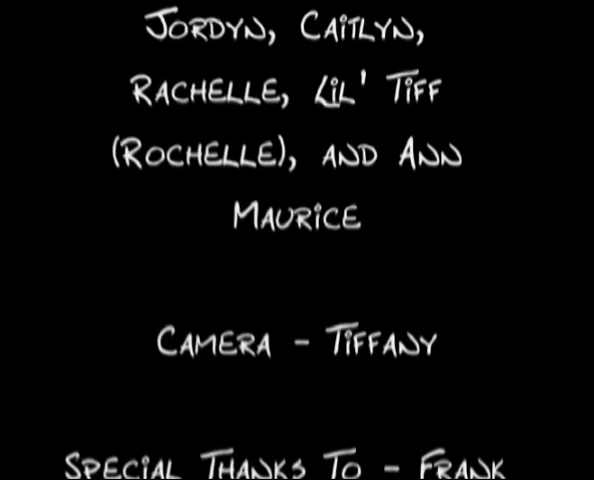 Jordyn, Caitlyn,
Rachelle, Lil' Tiff
(Rochelle), and Ann
Maurice
Camera - Tiffany
Special Thanks To - Frank